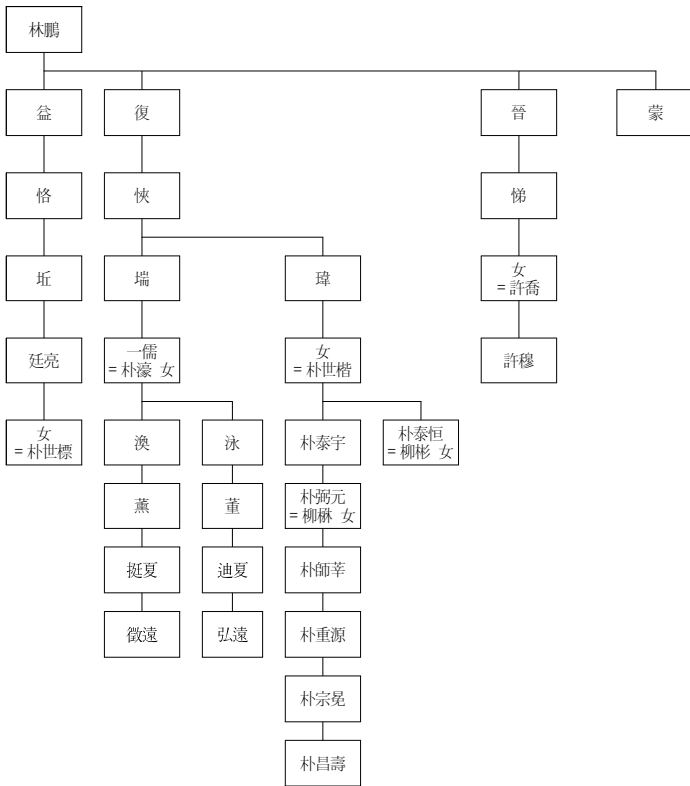 林鵬
益 復 晉 蒙
恪 悏 悌
坵 瑞 瑋 女
= 許喬
廷亮 一儒
= 朴濠 女 女
= 朴世楷 許穆
女
= 朴世標 渙 泳 朴泰宇 朴泰恒
= 柳彬 女
薰 董 朴弼元
= 柳 女
挺夏 迪夏 朴師莘
徵遠 弘遠 朴重源
朴宗冕
朴昌壽